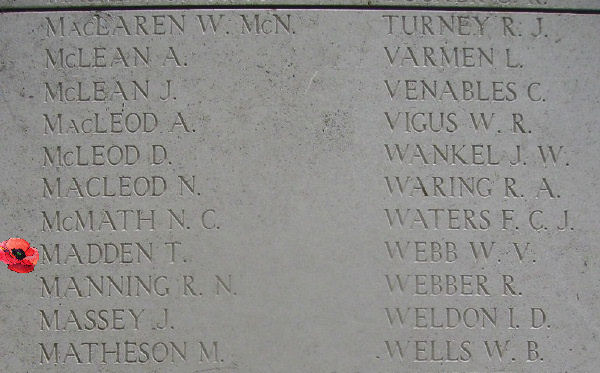 MACLAREN W. MCN.
MCLEAN A.
MCLEAN J.
MACLEOD A.
MCLEOD D.
MACLEOD N.
MCMATH N. C.
MADDEN T.
MANNING R. N.
MASSEY J.
MATHESON M.
TURNEY R. J.
VARMEN L.
VENABLES C.
VIGUS W. R.
WANKEL J. W.
WARING R. A.
WATERS F. C. J.
WEBB W. V.
WEBBER R.
WELDON I. D.
WELLS W. B.